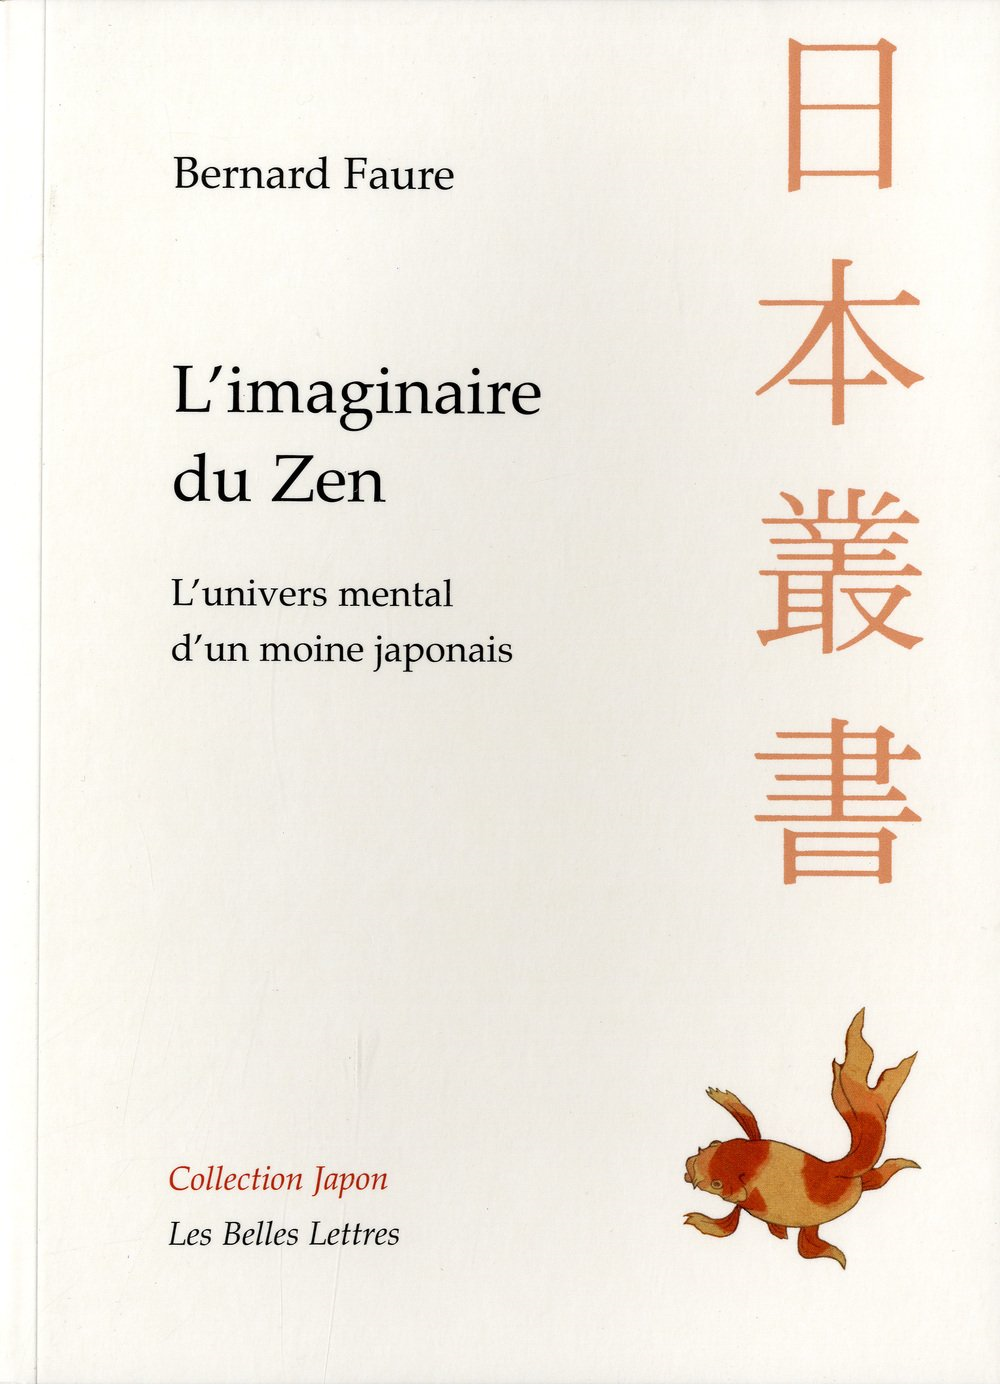 Bernard Faure
L'imaginaire
du Zen
L'univers mental
d'un moine japonais
Collection Japon
Les Belles Lettres
日本叢書